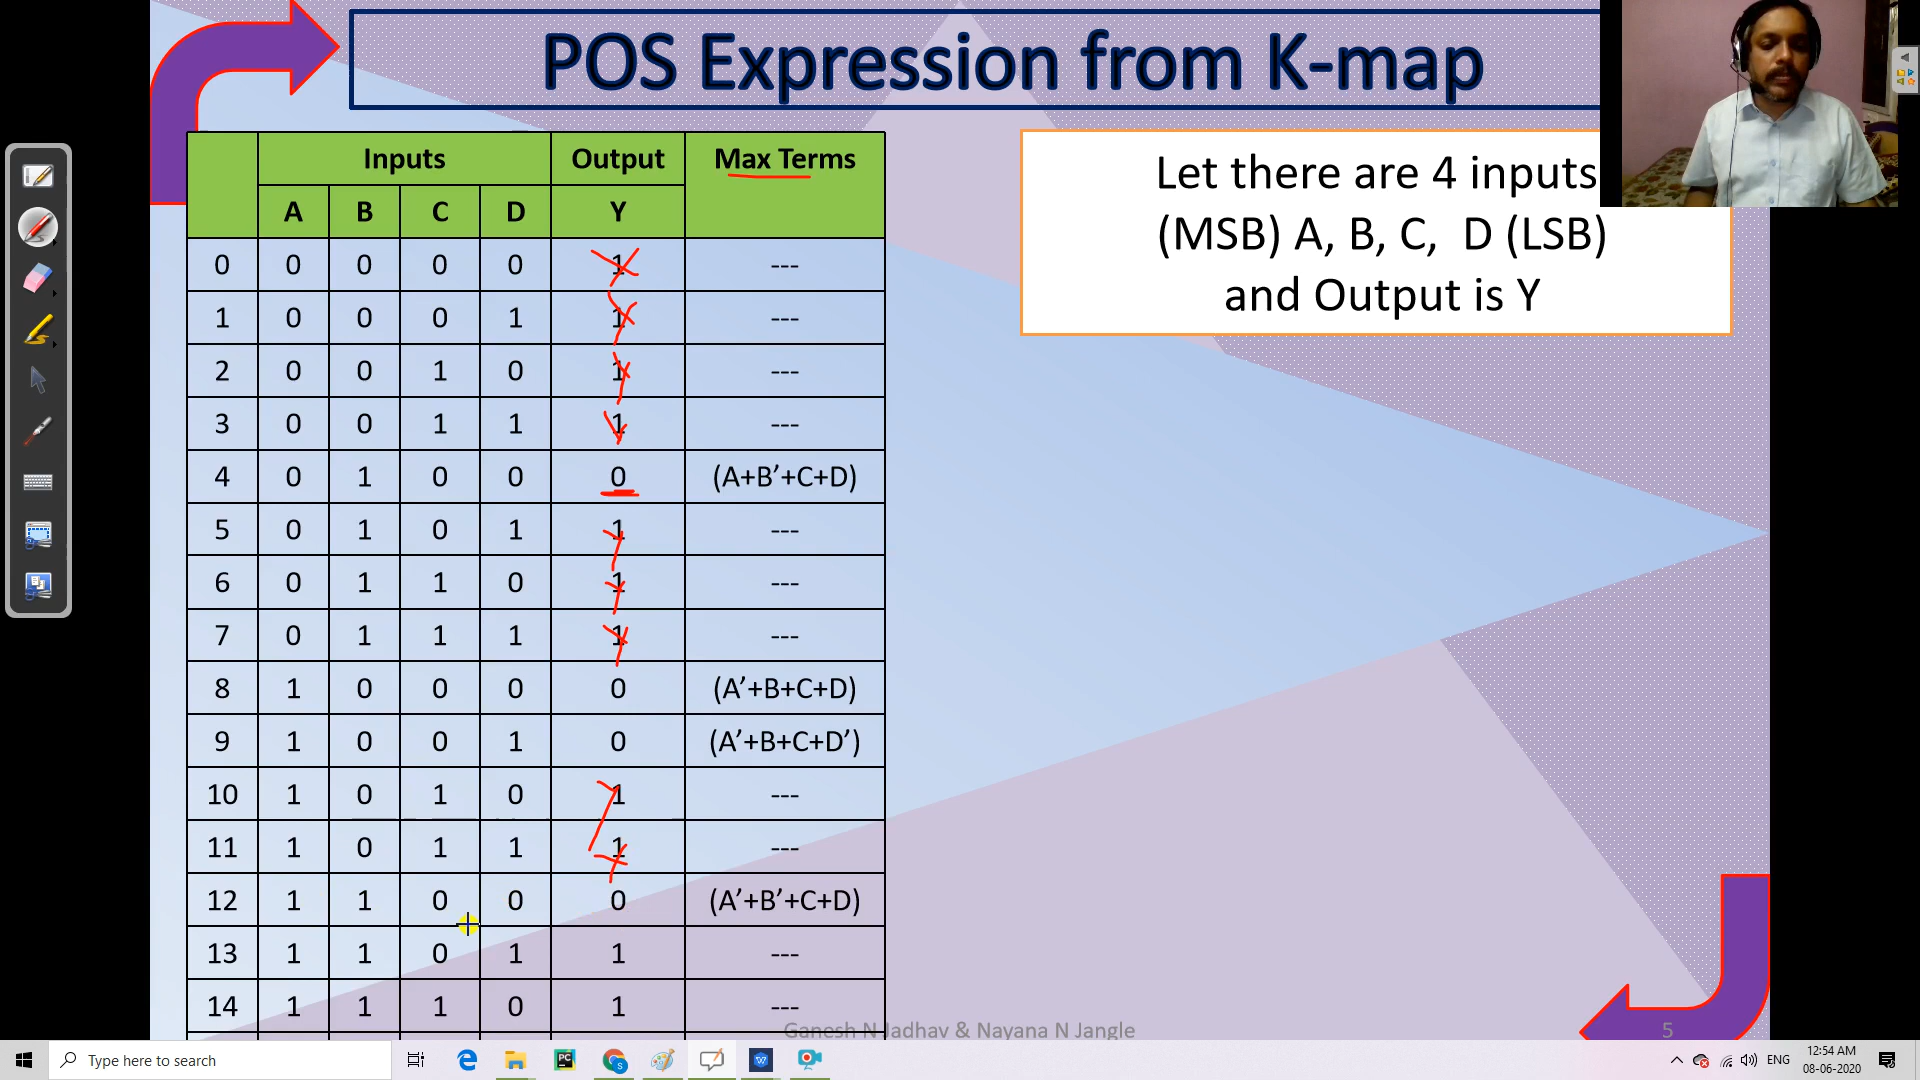 POS Expression from K-map
Inputs Output Max Terms
A B C D Y
0 0 0 0 0 1 ---
1 0 0 0 1 1 ---
2 0 0 1 0 1 ---
3 0 0 1 1 1 ---
4 0 1 0 0 0 (A+B’+C+D)
5 0 1 0 1 1 ---
6 0 1 1 0 1 ---
7 0 1 1 1 1 ---
8 1 0 0 0 0 (A’+B+C+D)
9 1 0 0 1 0 (A’+B+C+D’)
10 1 0 1 0 1 ---
11 1 0 1 1 1 ---
12 1 1 0 0 0 (A’+B’+C+D)
13 1 1 0 1 1 ---
14 1 1 1 0 1 ---
Let there are 4 inputs
(MSB) A, B, C, D (LSB)
and Output is Y
Ganesh N Jadhav & Nayana N Jangle
5
Type here to search
ENG
12:54 AM
08-06-2020